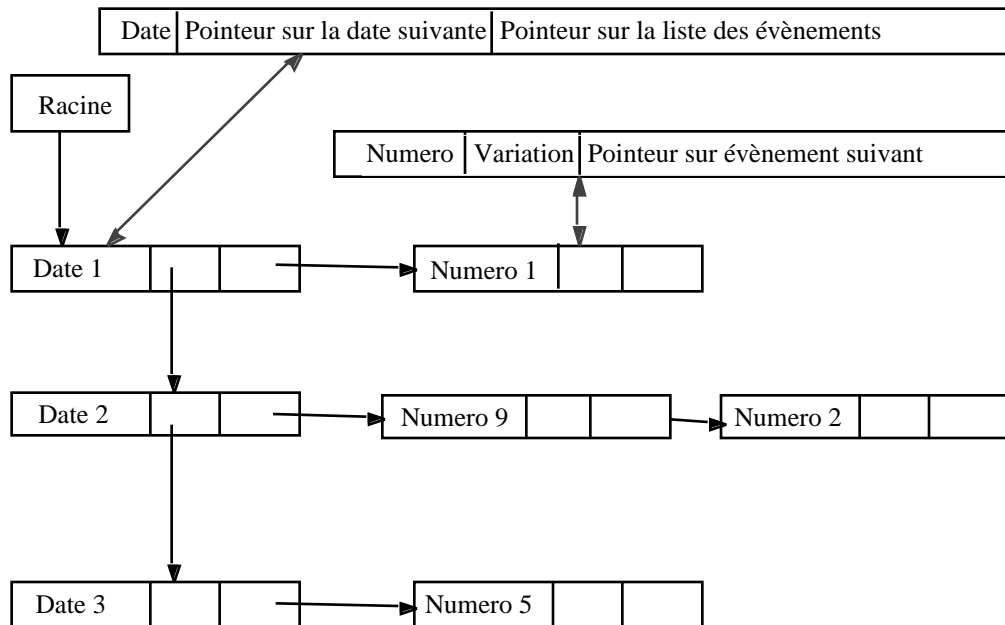 Date Pointeur sur la date suivante Pointeur sur la liste des évènements
Racine
Numero Variation Pointeur sur évènement suivant
Date 1 Numero 1
Date 2 Numero 9 Numero 2
Date 3 Numero 5